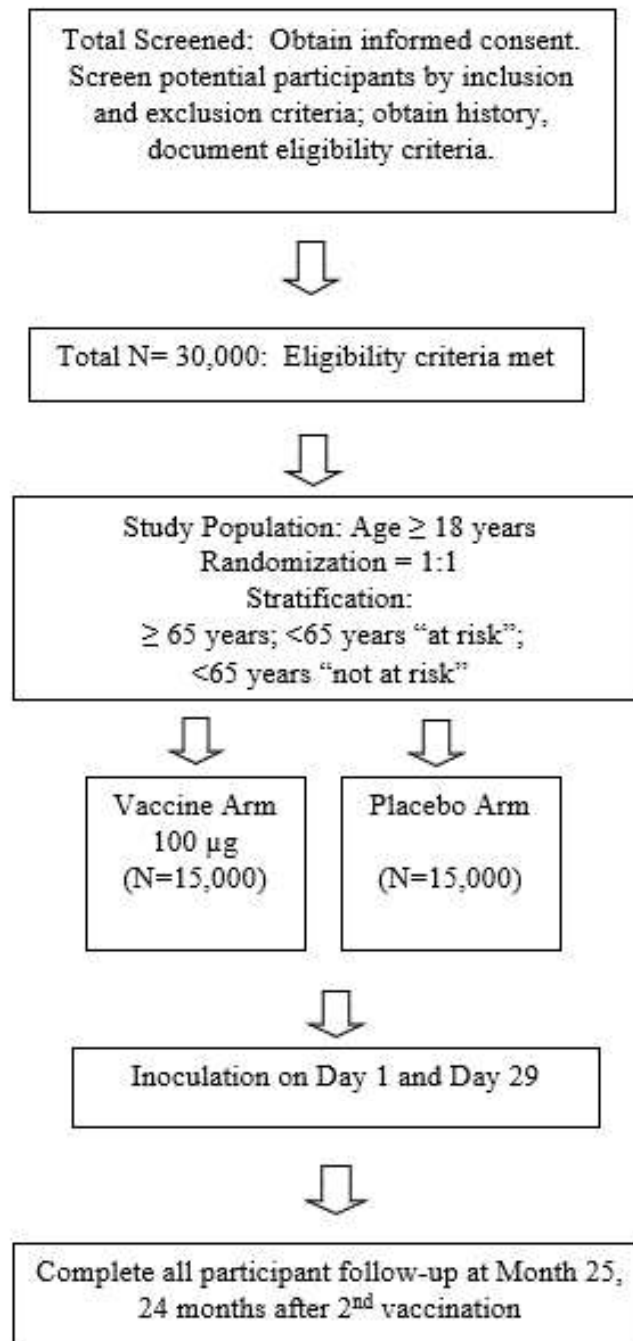 Total Screened: Obtain informed consent.
Screen potential participants by inclusion
and exclusion criteria; obtain history,
document eligibility criteria.
Total N= 30,000: Eligibility criteria met
Study Population: Age ≥ 18 years
Randomization = 1:1
Stratification:
≥ 65 years; <65 years “at risk”;
<65 years “not at risk”
Vaccine Arm
100 µg
(N=15,000)
Placebo Arm
(N=15,000)
Inoculation on Day 1 and Day 29
Complete all participant follow-up at Month 25,
24 months after 2nd vaccination